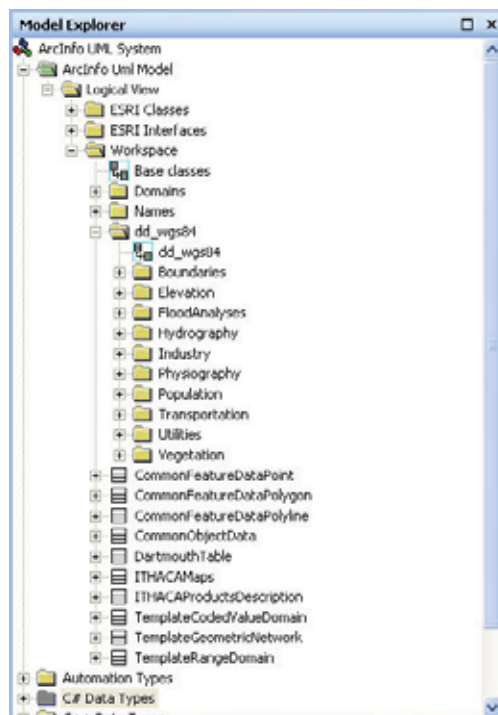 Model Explorer
ArcInfo UML System
ArcInfo Uml Model
Logical View
ESRI Classes
ESRI Interfaces
Workspace
Base classes
Domains
Names
dd_wgs84
dd_wgs84
Boundaries
Elevation
FloodAnalyses
Hydrography
Industry
Physiography
Population
Transportation
Utilities
Vegetation
CommonFeatureDataPoint
CommonFeatureDataPolygon
CommonFeatureDataPolyline
CommonObjectData
DartmouthTable
ITHACAMaps
ITHACAProductsDescription
TemplateCodedValueDomain
TemplateGeometricNetwork
TemplateRangeDomain
Automation Types
C# Data Types